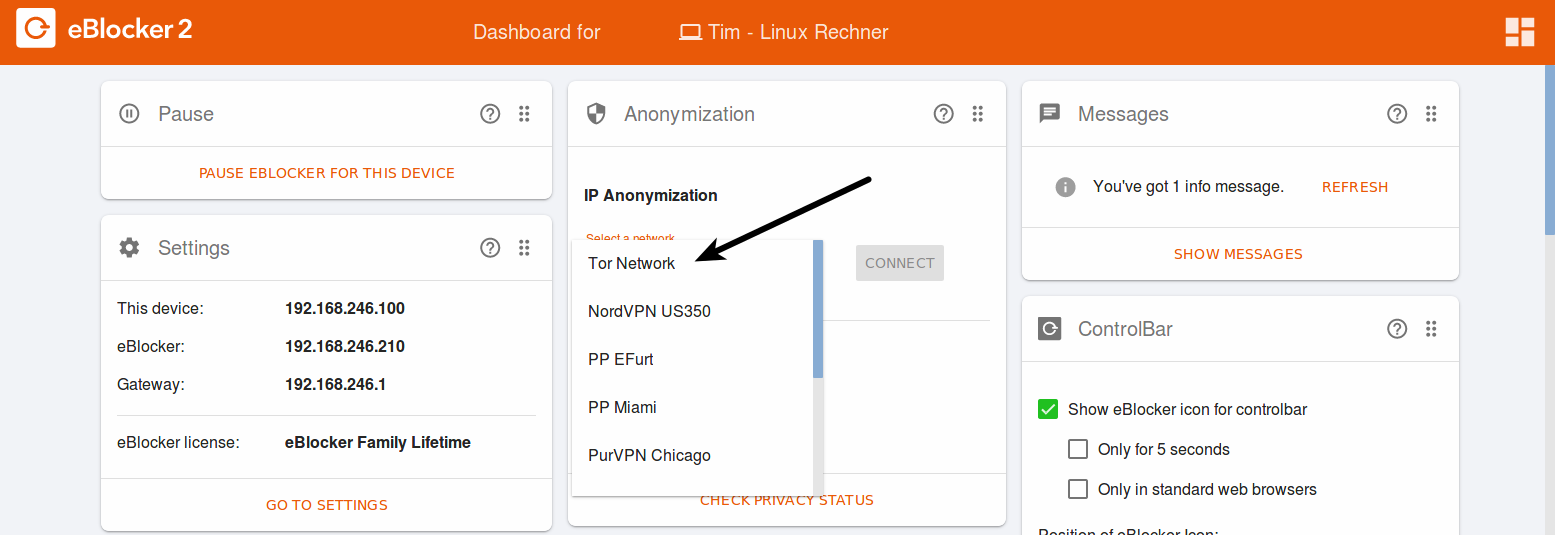 eBlocker 2
Dashboard for
Tim - Linux Rechner
Pause
PAUSE EBLOCKER FOR THIS DEVICE
Settings
This device: 192.168.246.100
eBlocker: 192.168.246.210
Gateway: 192.168.246.1
eBlocker license: eBlocker Family Lifetime
GO TO SETTINGS
Anonymization
IP Anonymization
Select a network
Tor Network
CONNECT
NordVPN US350
PP EFurt
PP Miami
PurVPN Chicago
CHECK PRIVACY STATUS
Messages
You've got 1 info message.
REFRESH
SHOW MESSAGES
ControlBar
Show eBlocker icon for controlbar
Only for 5 seconds
Only in standard web browsers
Position of eBlocker Icon: